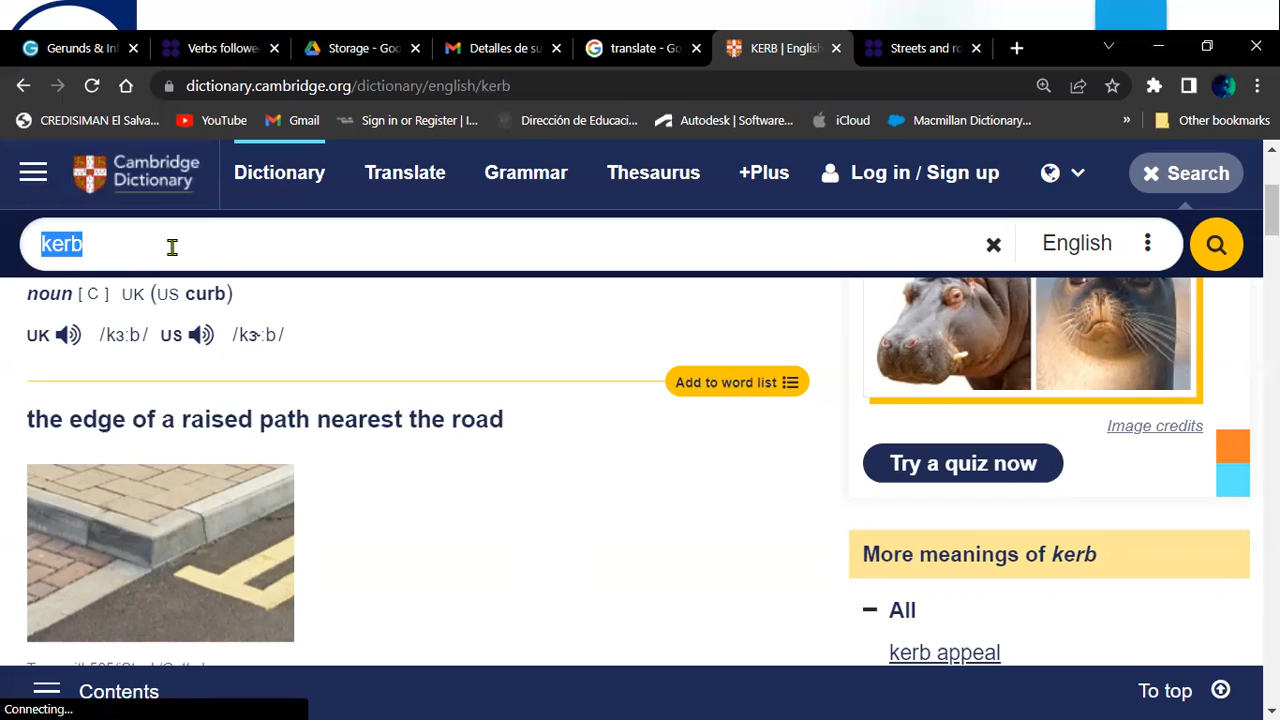 Gerunds & Inf
Verbs followe
Storage - Goo
Detalles de su
translate - Go
KERB | English
Streets and ro
dictionary.cambridge.org/dictionary/english/kerb
CREDISIMAN El Salva...
YouTube
Gmail
Sign in or Register | I...
Dirección de Educaci...
Autodesk | Software...
iCloud
Macmillan Dictionary...
»
Other bookmarks
Cambridge
Dictionary
Dictionary
Translate
Grammar
Thesaurus
+Plus
Log in / Sign up
Search
kerb
English
noun [ C ] UK (US curb)
UK /kɜːb/ US /kɝːb/
Add to word list
the edge of a raised path nearest the road
Image credits
Try a quiz now
More meanings of kerb
All
kerb appeal
Contents
To top
Connecting...